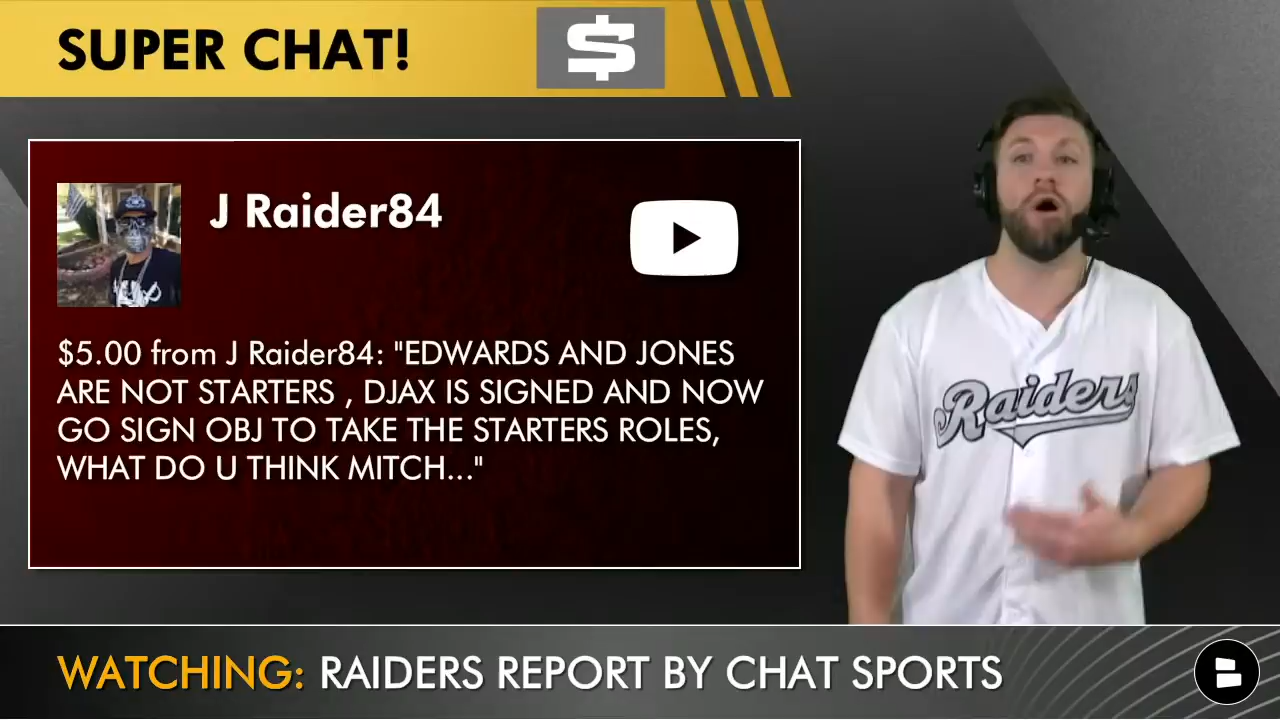 SUPER CHAT!
$
J Raider84
$5.00 from J Raider84: "EDWARDS AND JONES
ARE NOT STARTERS , DJAX IS SIGNED AND NOW
GO SIGN OBJ TO TAKE THE STARTERS ROLES,
WHAT DO U THINK MITCH..."
Raiders
WATCHING: RAIDERS REPORT BY CHAT SPORTS